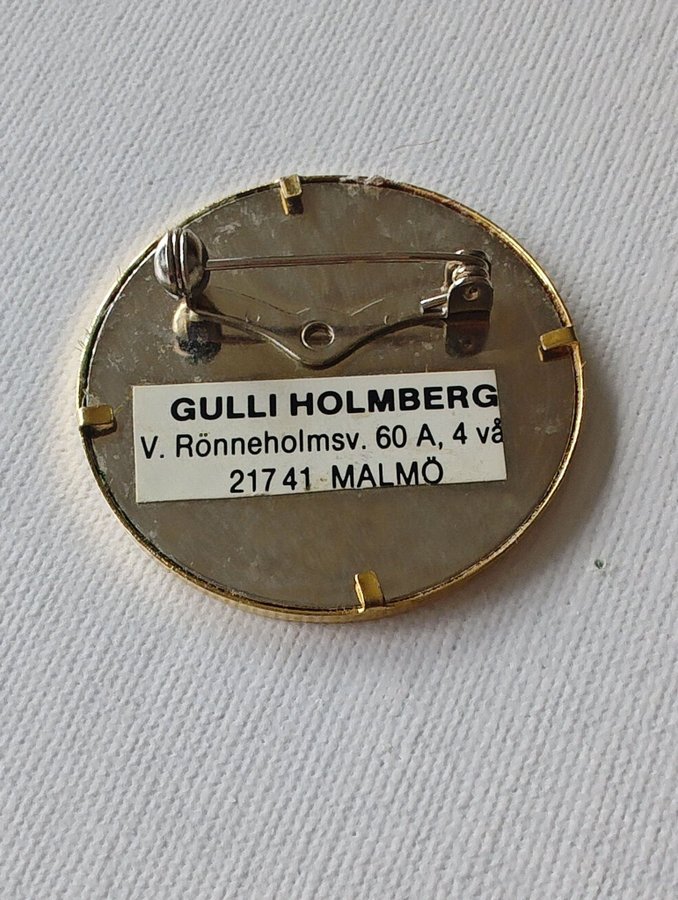 GULLI HOLMBERG
V. Rönneholmsv. 60 A, 4 vå
217 41 MALMÖ